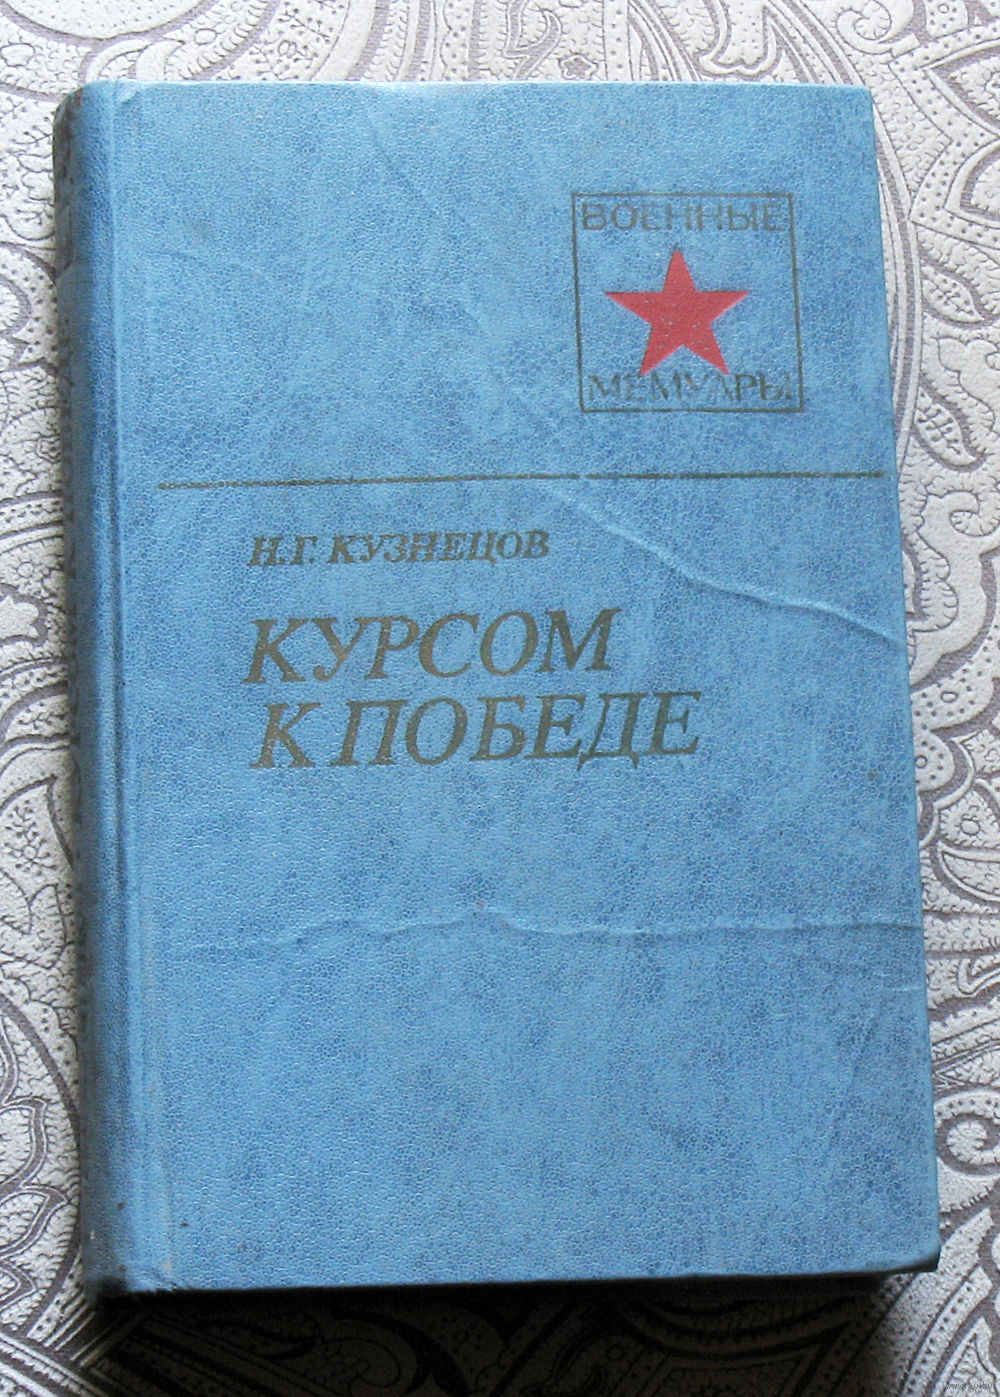 ВОЕННЫЕ
МЕМУАРЫ
Н.Г. КУЗНЕЦОВ
КУРСОМ
К ПОБЕДЕ